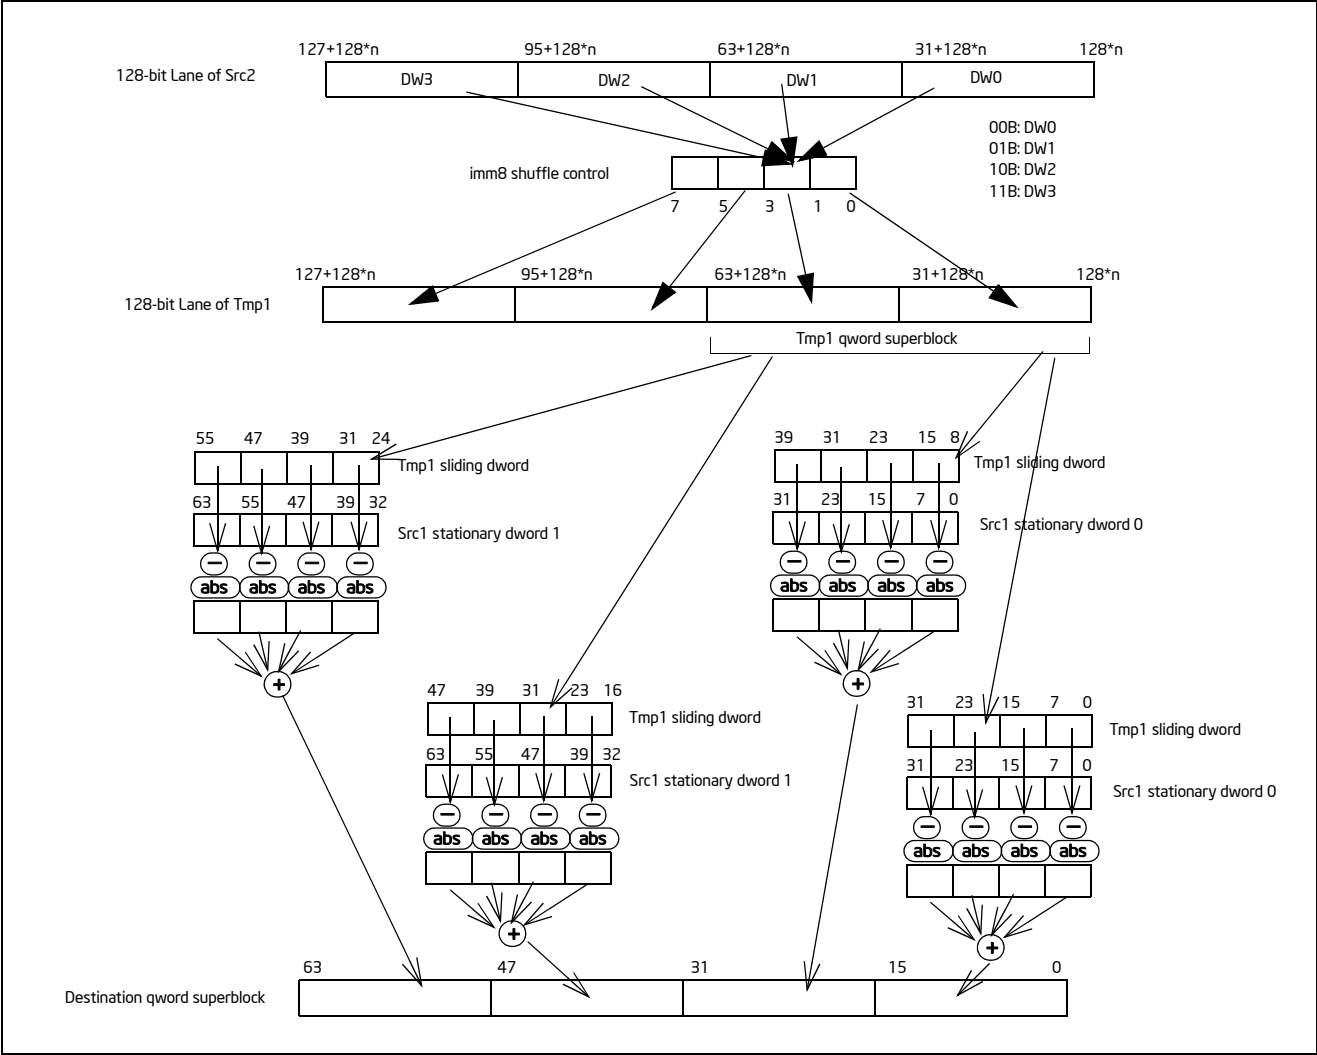 127+128*n 95+128*n 63+128*n 31+128*n 128*n
128-bit Lane of Src2
DW3 DW2 DW1 DW0
00B: DW0
01B: DW1
10B: DW2
11B: DW3
imm8 shuffle control
7 5 3 1 0
127+128*n 95+128*n 63+128*n 31+128*n 128*n
128-bit Lane of Tmp1
Tmp1 qword superblock
55 47 39 31 24
Tmp1 sliding dword
63 55 47 39 32
Src1 stationary dword 1
− − − −
abs abs abs abs
+
39 31 23 15 8
Tmp1 sliding dword
31 23 15 7 0
Src1 stationary dword 0
− − − −
abs abs abs abs
+
47 39 31 23 16
Tmp1 sliding dword
63 55 47 39 32
Src1 stationary dword 1
− − − −
abs abs abs abs
+
31 23 15 7 0
Tmp1 sliding dword
31 23 15 7 0
Src1 stationary dword 0
− − − −
abs abs abs abs
+
63 47 31 15 0
Destination qword superblock